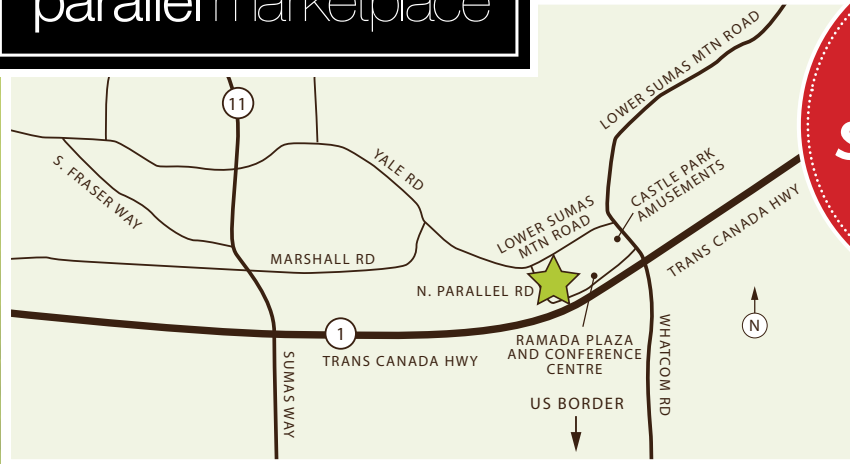 parallel marketplace
11
LOWER SUMAS MTN ROAD
S. FRASER WAY
YALE RD
CASTLE PARK
AMUSEMENTS
LOWER SUMAS
MTN ROAD
TRANS CANADA HWY
MARSHALL RD
N. PARALLEL RD
1
TRANS CANADA HWY
RAMADA PLAZA
AND CONFERENCE
CENTRE
SUMAS WAY
WHATCOM RD
N
US BORDER